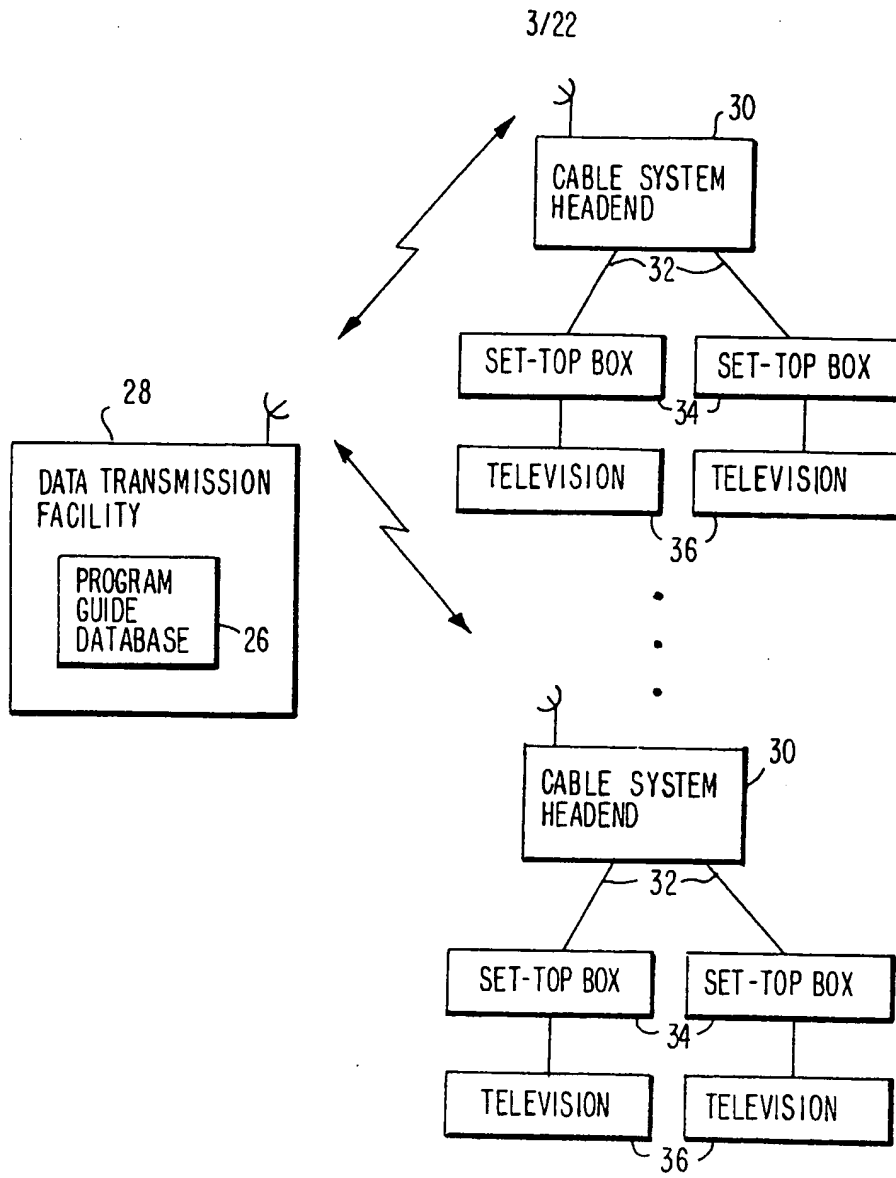 3/22
30
CABLE SYSTEM
HEADEND
32
SET-TOP BOX
SET-TOP BOX
34
TELEVISION
TELEVISION
36
28
DATA TRANSMISSION
FACILITY
PROGRAM
GUIDE
DATABASE
26
30
CABLE SYSTEM
HEADEND
32
SET-TOP BOX
SET-TOP BOX
34
TELEVISION
TELEVISION
36